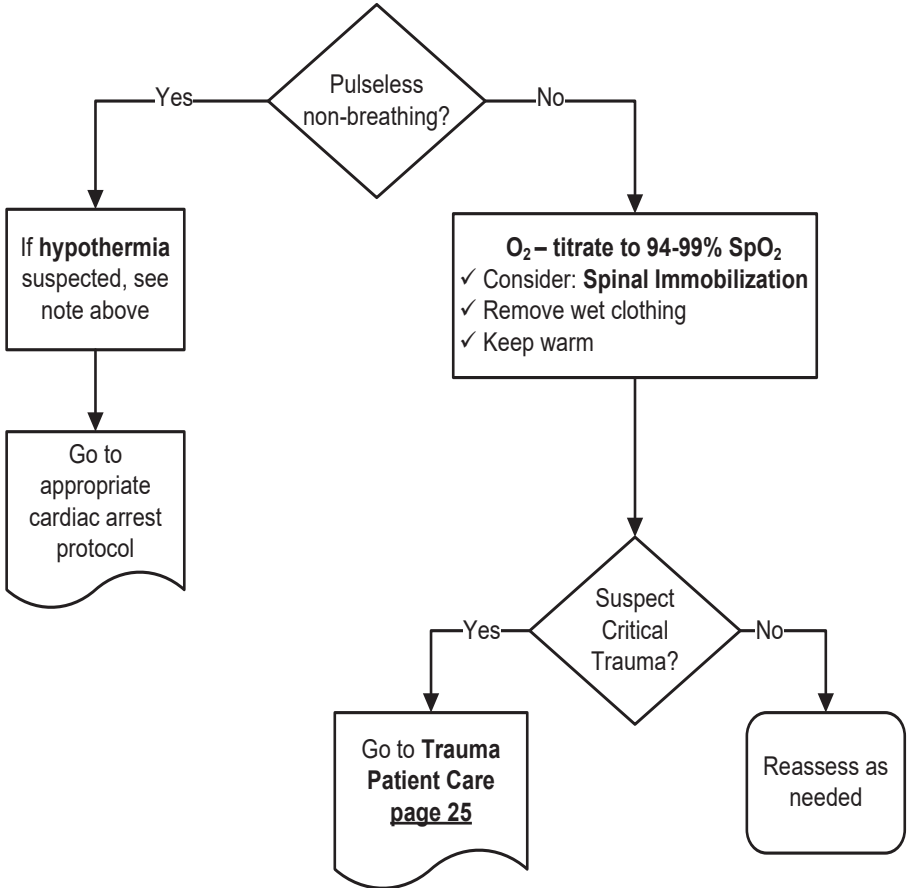 Pulseless
non-breathing?
Yes
No
If hypothermia
suspected, see
note above
O₂ – titrate to 94-99% SpO₂
✓ Consider: Spinal Immobilization
✓ Remove wet clothing
✓ Keep warm
Go to
appropriate
cardiac arrest
protocol
Suspect
Critical
Trauma?
Yes
No
Go to Trauma
Patient Care
page 25
Reassess as
needed